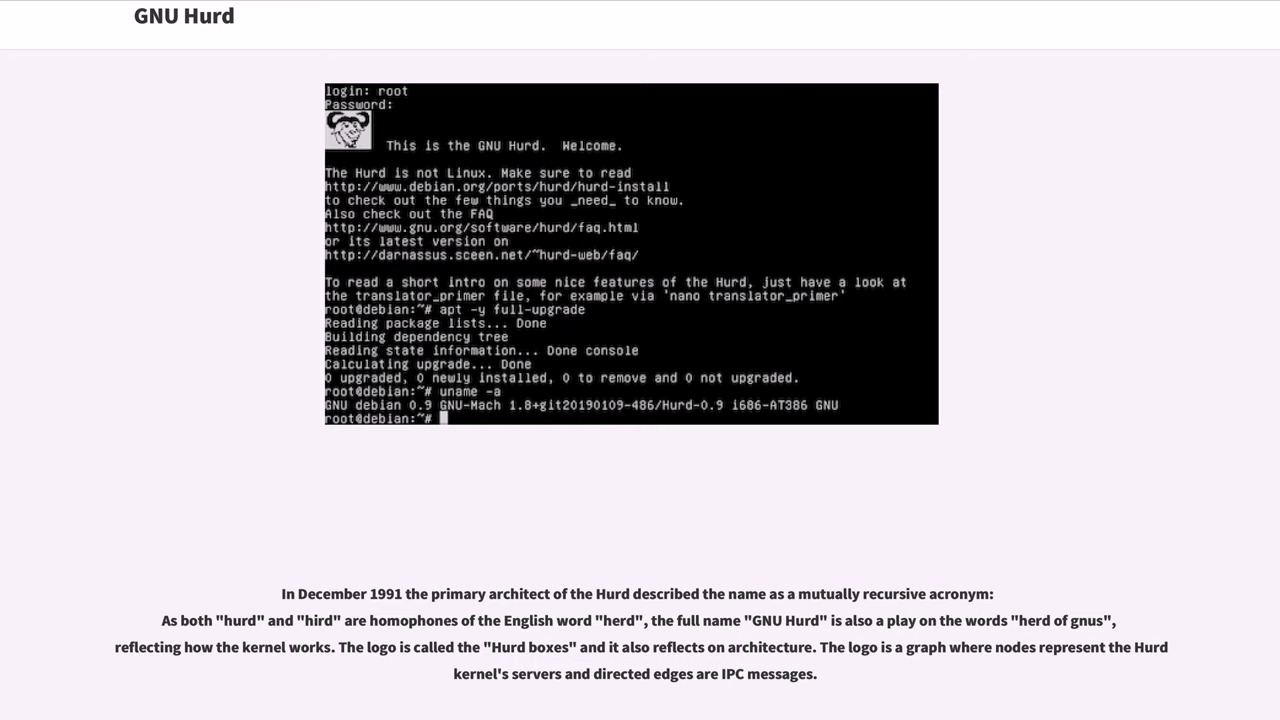 GNU Hurd
login: root
Password:
This is the GNU Hurd.  Welcome.
The Hurd is not Linux. Make sure to read
http://www.debian.org/ports/hurd/hurd-install
to check out the few things you _need_ to know.
Also check out the FAQ
http://www.gnu.org/software/hurd/faq.html
or its latest version on
http://darnassus.sceen.net/~hurd-web/faq/
To read a short intro on some nice features of the Hurd, just have a look at
the translator_primer file, for example via 'nano translator_primer'
root@debian:~# apt -y full-upgrade
Reading package lists... Done
Building dependency tree
Reading state information... Done console
Calculating upgrade... Done
0 upgraded, 0 newly installed, 0 to remove and 0 not upgraded.
root@debian:~# uname -a
GNU debian 0.9 GNU-Mach 1.8+git20190109-486/Hurd-0.9 i686-AT386 GNU
root@debian:~#
In December 1991 the primary architect of the Hurd described the name as a mutually recursive acronym:
As both "hurd" and "hird" are homophones of the English word "herd", the full name "GNU Hurd" is also a play on the words "herd of gnus",
reflecting how the kernel works. The logo is called the "Hurd boxes" and it also reflects on architecture. The logo is a graph where nodes represent the Hurd
kernel's servers and directed edges are IPC messages.